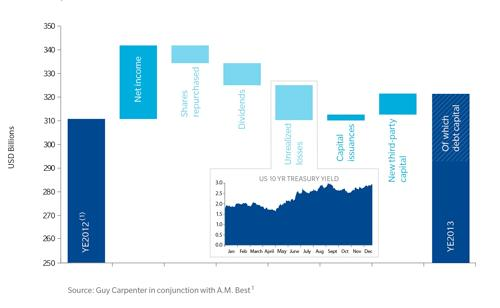 350
340
330
320
310
300
290
280
270
260
250
USD Billions
YE2012 (1)
Net income
Shares
repurchased
Dividends
Unrealized
losses
Capital
issuances
New third-party
capital
Of which
debt capital
YE2013
US 10 YR TREASURY YIELD
3.0
2.5
2.0
1.5
1.0
0.5
0.0
Jan Feb March April May June July Aug Sept Oct Nov Dec
Source: Guy Carpenter in conjunction with A.M. Best 1